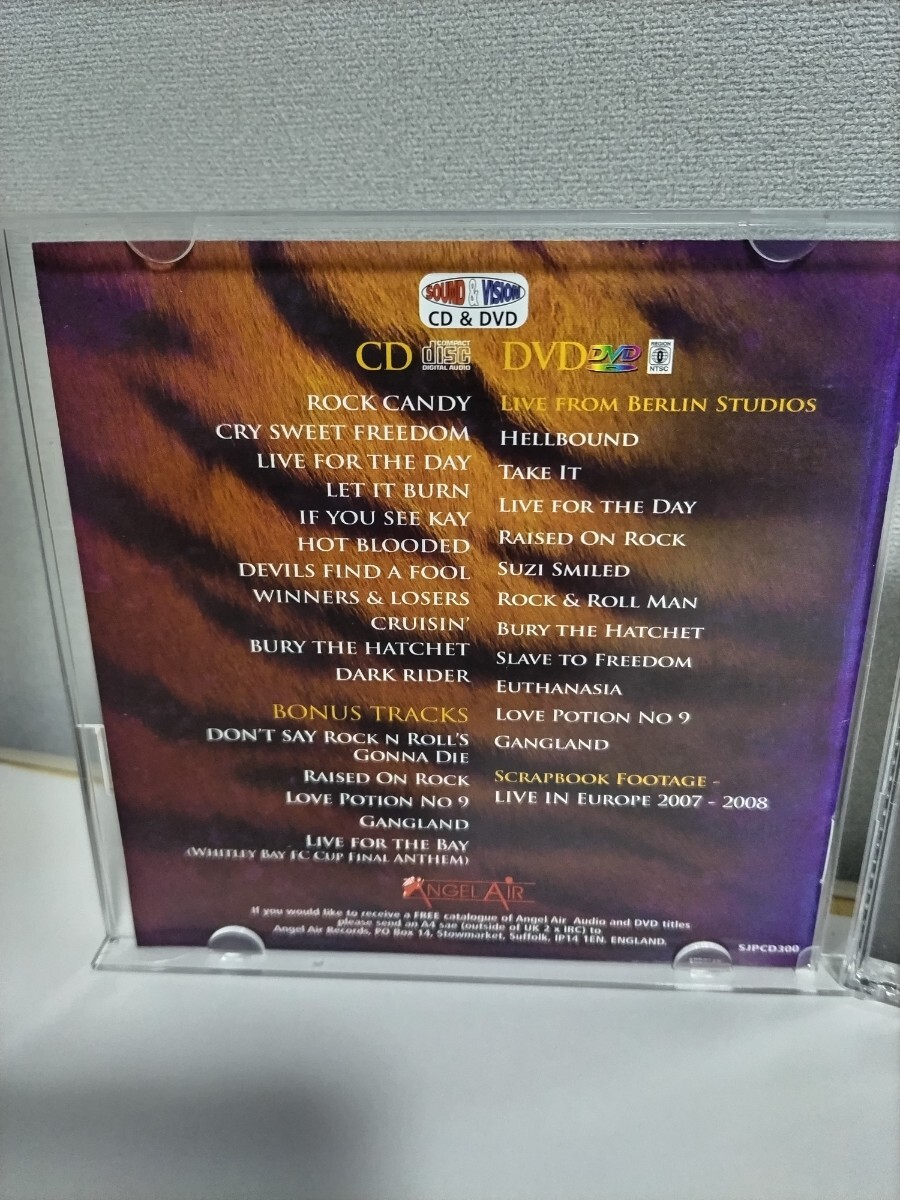 SOUND & VISION
CD & DVD
CD COMPACT disc DIGITAL AUDIO
ROCK CANDY
CRY SWEET FREEDOM
LIVE FOR THE DAY
LET IT BURN
IF YOU SEE KAY
HOT BLOODED
DEVILS FIND A FOOL
WINNERS & LOSERS
CRUISIN'
BURY THE HATCHET
DARK RIDER
BONUS TRACKS
DON'T SAY ROCK N ROLL'S
GONNA DIE
RAISED ON ROCK
LOVE POTION NO 9
GANGLAND
LIVE FOR THE BAY
(WHITLEY BAY FC CUP FINAL ANTHEM)
DVD DVD REGION 0 NTSC
LIVE FROM BERLIN STUDIOS
HELLBOUND
TAKE IT
LIVE FOR THE DAY
RAISED ON ROCK
SUZI SMILED
ROCK & ROLL MAN
BURY THE HATCHET
SLAVE TO FREEDOM
EUTHANASIA
LOVE POTION NO 9
GANGLAND
SCRAPBOOK FOOTAGE -
LIVE IN EUROPE 2007 - 2008
ANGEL AIR
If you would like to receive a FREE catalogue of Angel Air Audio and DVD titles
please send an A4 sae (outside of UK 2 x IRC) to
Angel Air Records, PO Box 14, Stowmarket, Suffolk, IP14 1EN, ENGLAND.
SJPCD300